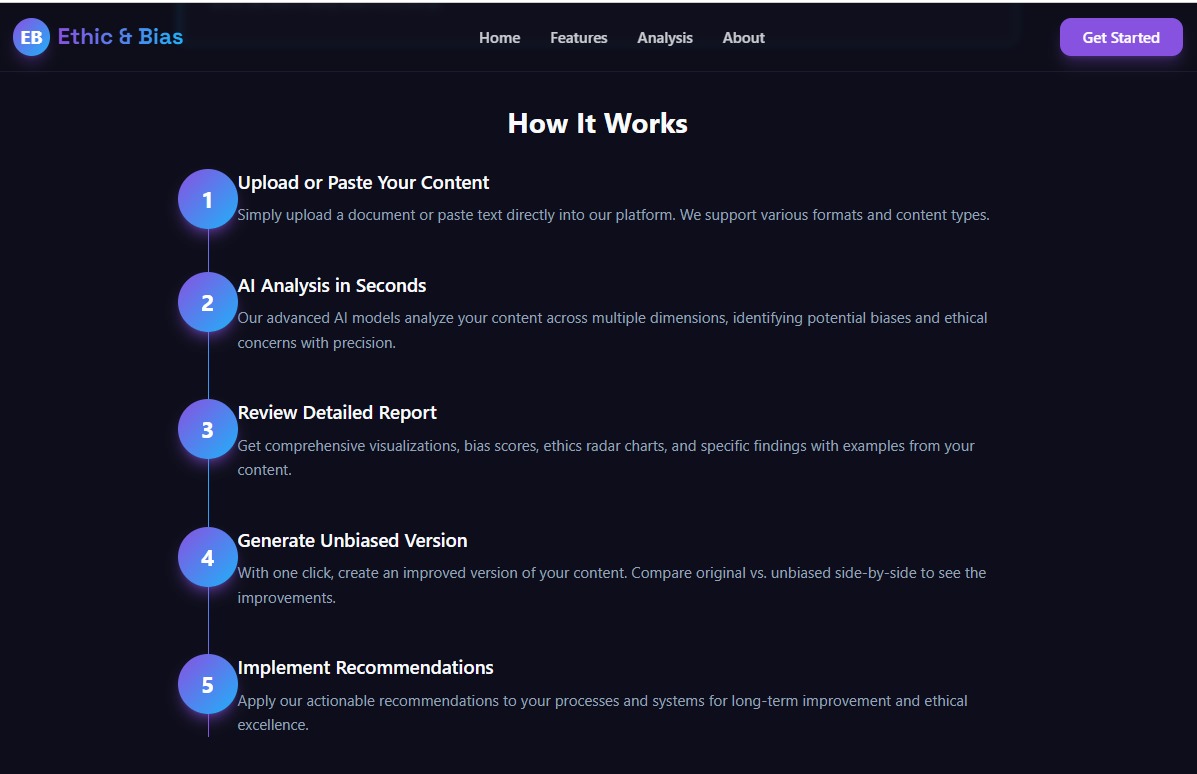 EB Ethic & Bias Home Features Analysis About Get Started
How It Works
1 Upload or Paste Your Content
Simply upload a document or paste text directly into our platform. We support various formats and content types.
2 AI Analysis in Seconds
Our advanced AI models analyze your content across multiple dimensions, identifying potential biases and ethical
concerns with precision.
3 Review Detailed Report
Get comprehensive visualizations, bias scores, ethics radar charts, and specific findings with examples from your
content.
4 Generate Unbiased Version
With one click, create an improved version of your content. Compare original vs. unbiased side-by-side to see the
improvements.
5 Implement Recommendations
Apply our actionable recommendations to your processes and systems for long-term improvement and ethical
excellence.